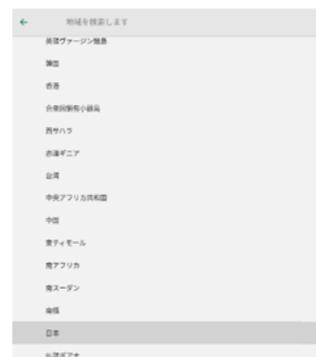 地域を検索します
英領ヴァージン諸島
韓国
香港
合衆国領有小離島
西サハラ
赤道ギニア
台湾
中央アフリカ共和国
中国
東ティモール
南アフリカ
南スーダン
南極
日本